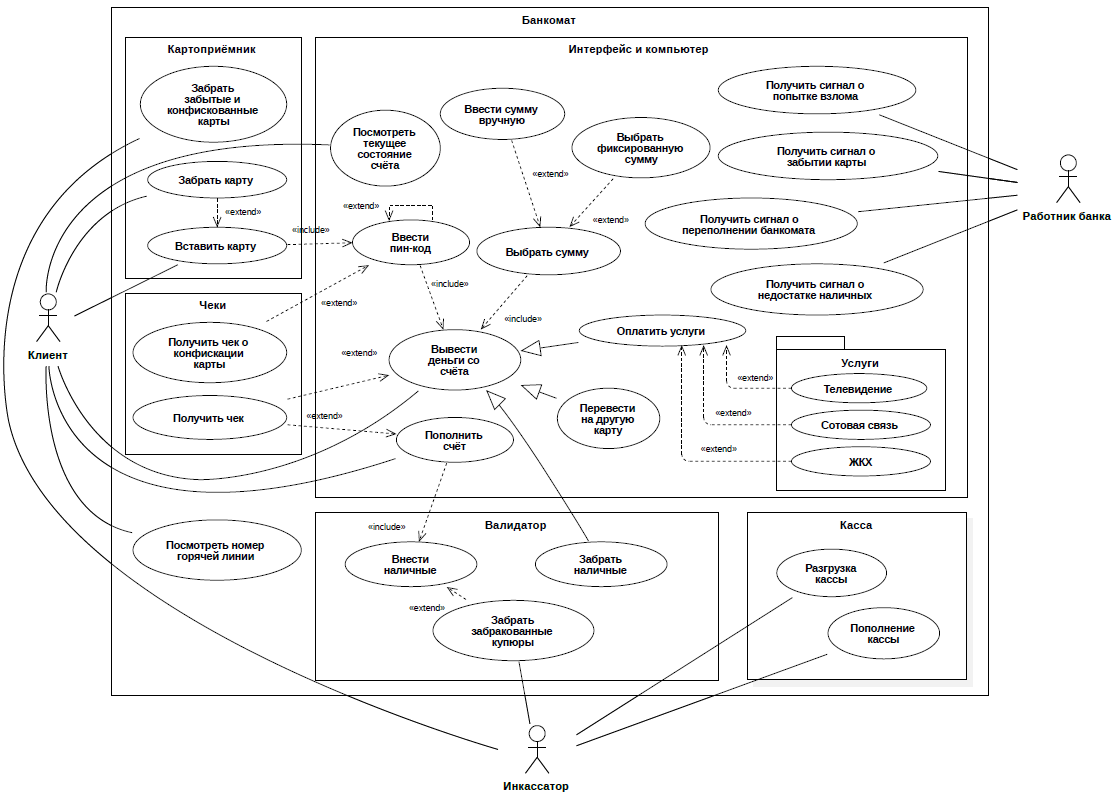 Банкомат
Картоприёмник
Забрать
забытые и
конфискованные
карты
Забрать карту
«extend»
Вставить карту
«include»
Чеки
Получить чек о
конфискации
карты
Получить чек
«extend»
«extend»
«extend»
Посмотреть номер
горячей линии
Клиент
Интерфейс и компьютер
Посмотреть
текущее
состояние
счёта
Ввести сумму
вручную
Выбрать
фиксированную
сумму
«extend»
«extend»
«extend»
Ввести
пин-код
Выбрать сумму
«include»
«include»
Вывести
деньги со
счёта
Оплатить услуги
Перевести
на другую
карту
Пополнить
счёт
Получить сигнал о
попытке взлома
Получить сигнал о
забытии карты
Получить сигнал о
переполнении банкомата
Получить сигнал о
недостатке наличных
Услуги
Телевидение
Сотовая связь
ЖКХ
«extend»
«extend»
«extend»
Работник банка
Валидатор
«include»
Внести
наличные
Забрать
наличные
«extend»
Забрать
забракованные
купюры
Касса
Разгрузка
кассы
Пополнение
кассы
Инкассатор